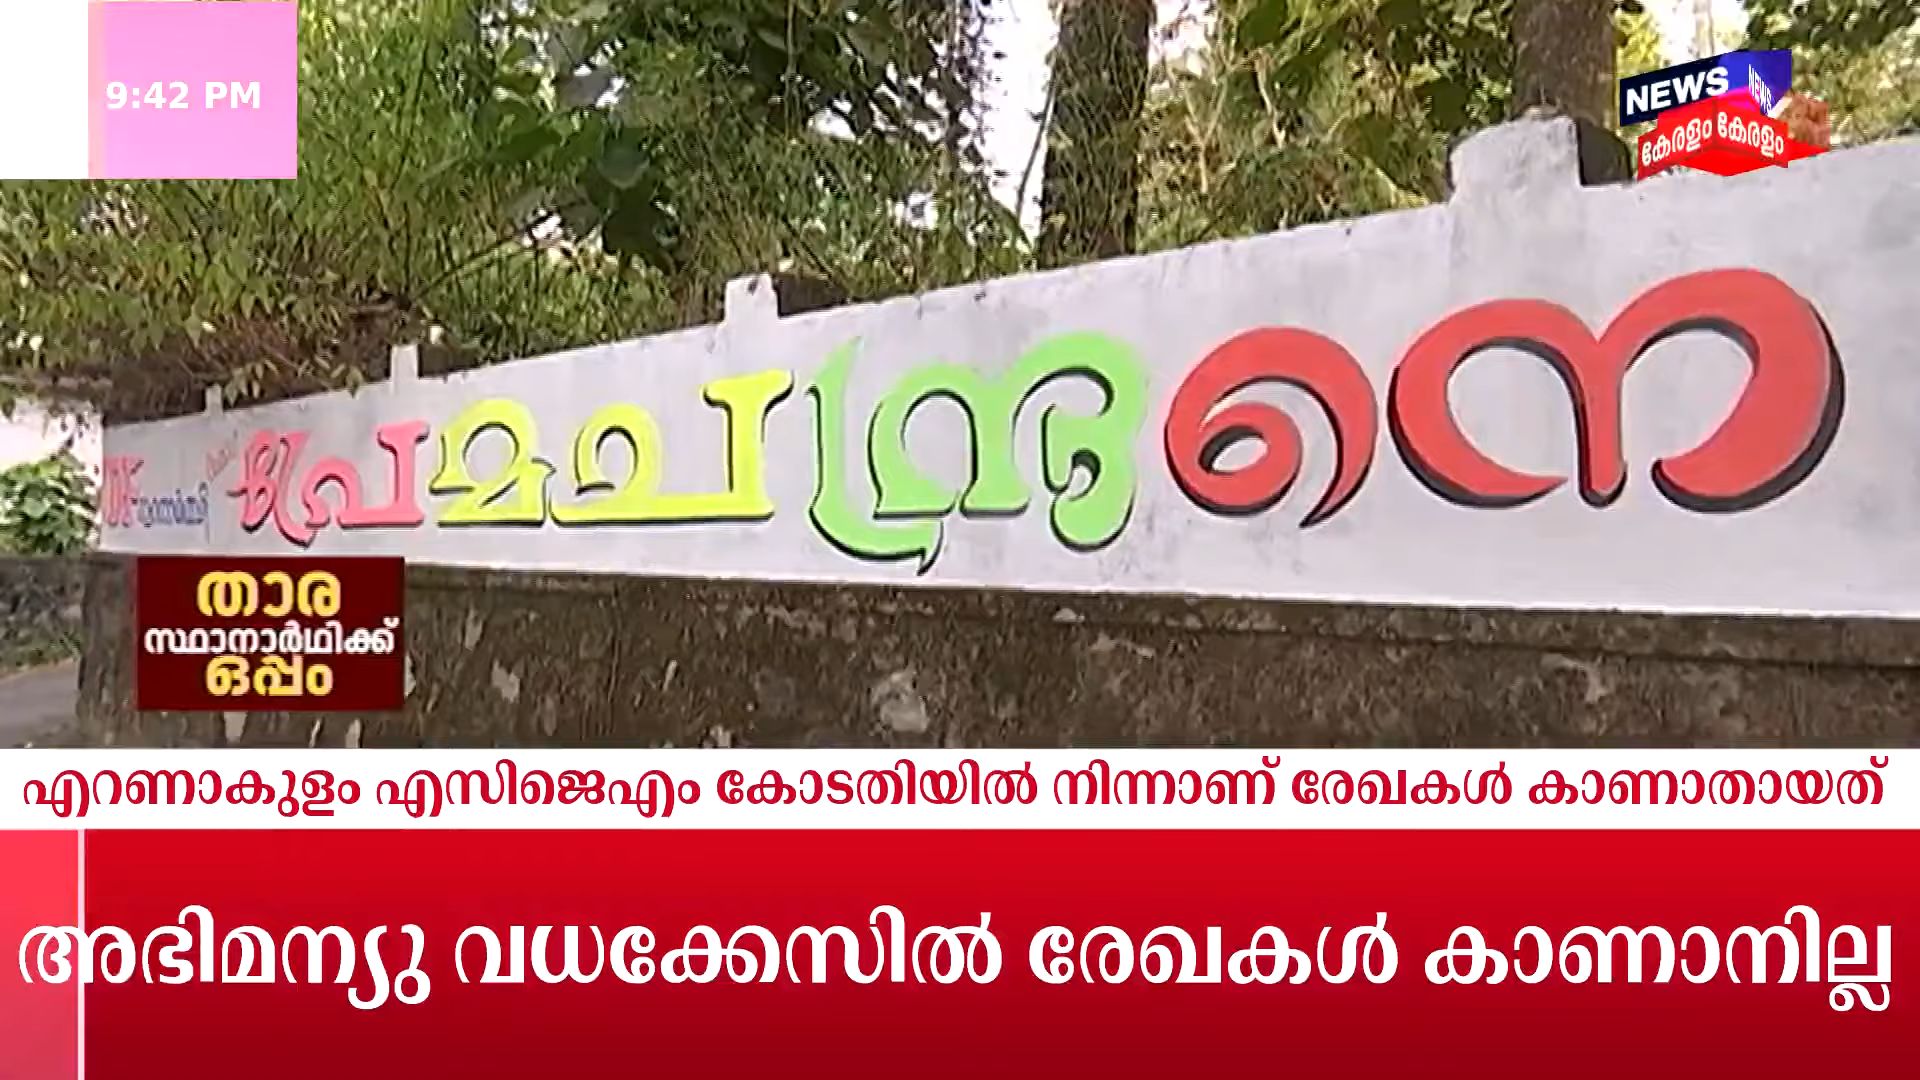 9:42 PM
NEWS NEWS
കേരളം കേരളം
പ്രേമചന്ദ്രനെ
താര
സ്ഥാനാർഥിക്ക്
ഒപ്പം
എറണാകുളം എസിജെഎം കോടതിയിൽ നിന്നാണ് രേഖകൾ കാണാതായത്
അഭിമന്യു വധക്കേസിൽ രേഖകൾ കാണാനില്ല